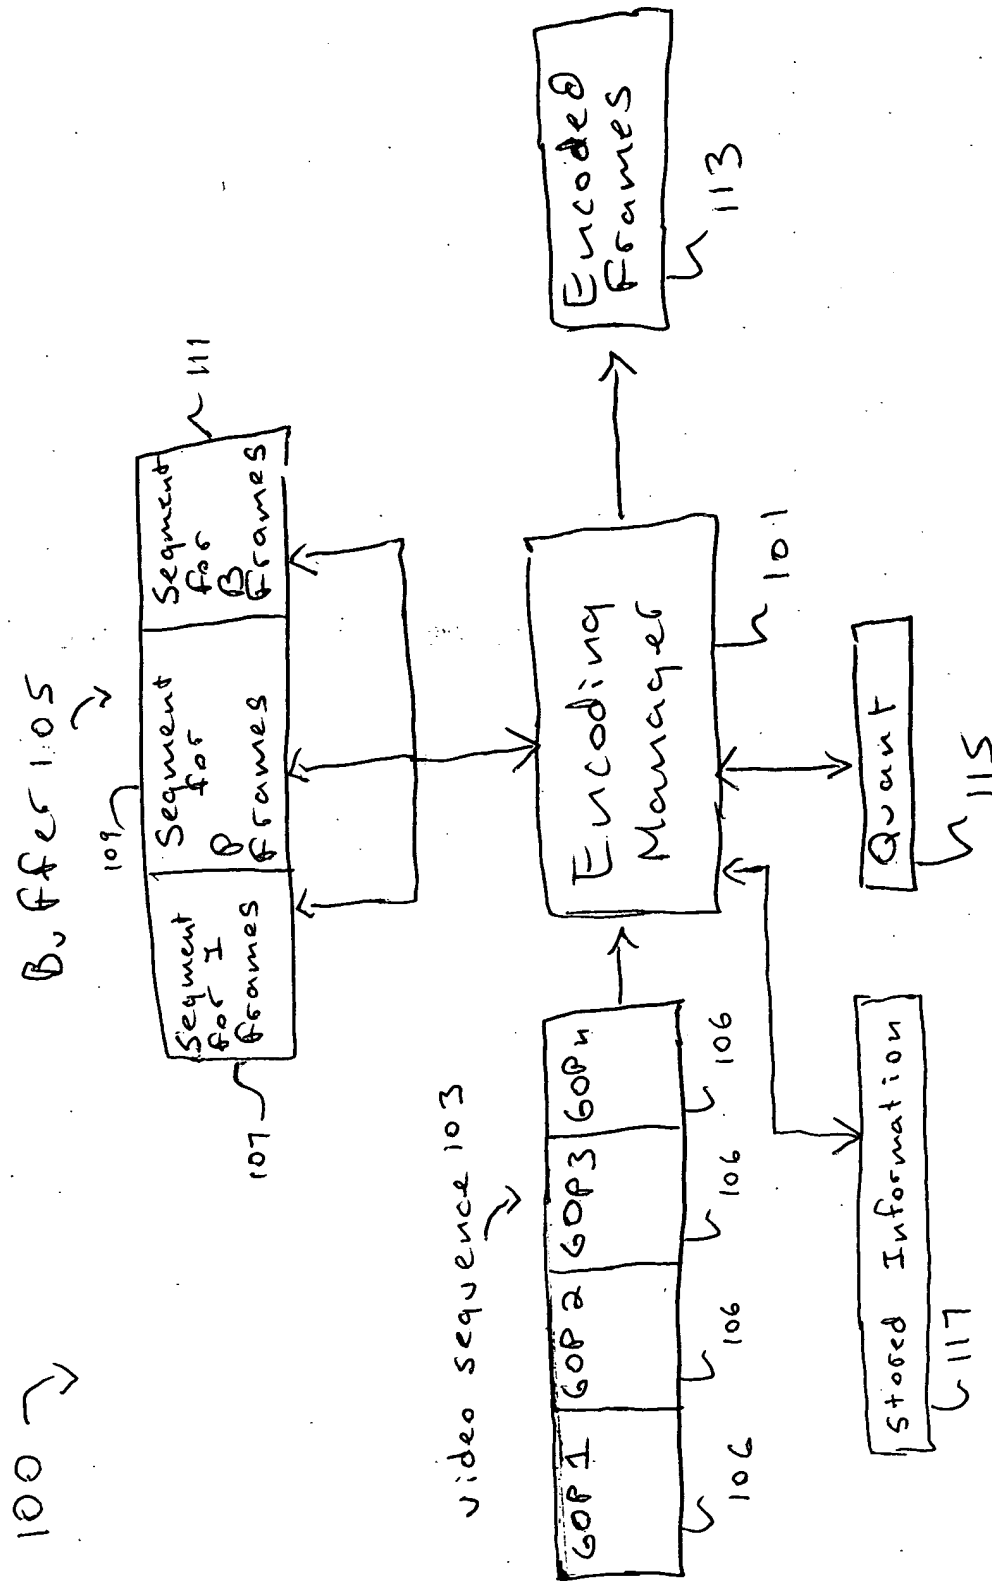 100
Buffer 105
109
111
107
Segment
for I
frames
Segment
for
P
frames
Segment
for
B
frames
video sequence 103
GOP 1
GOP 2
GOP 3
GOP n
106
106
106
106
Encoding
Manager
101
Encoded
frames
113
Stored Information
117
Quant
115